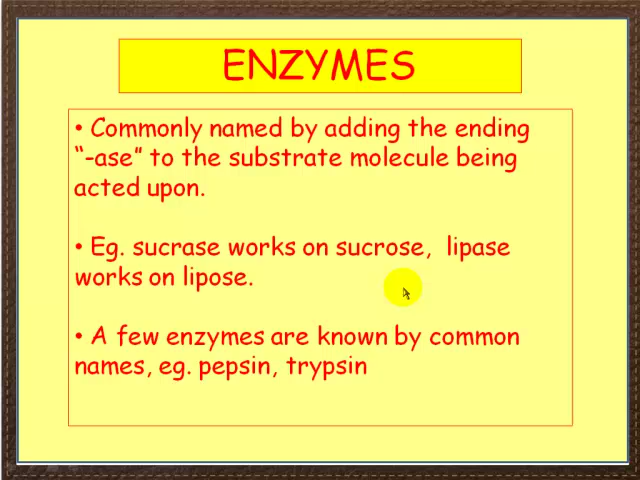 ENZYMES
• Commonly named by adding the ending
“-ase” to the substrate molecule being
acted upon.
• Eg. sucrase works on sucrose,  lipase
works on lipose.
• A few enzymes are known by common
names, eg. pepsin, trypsin